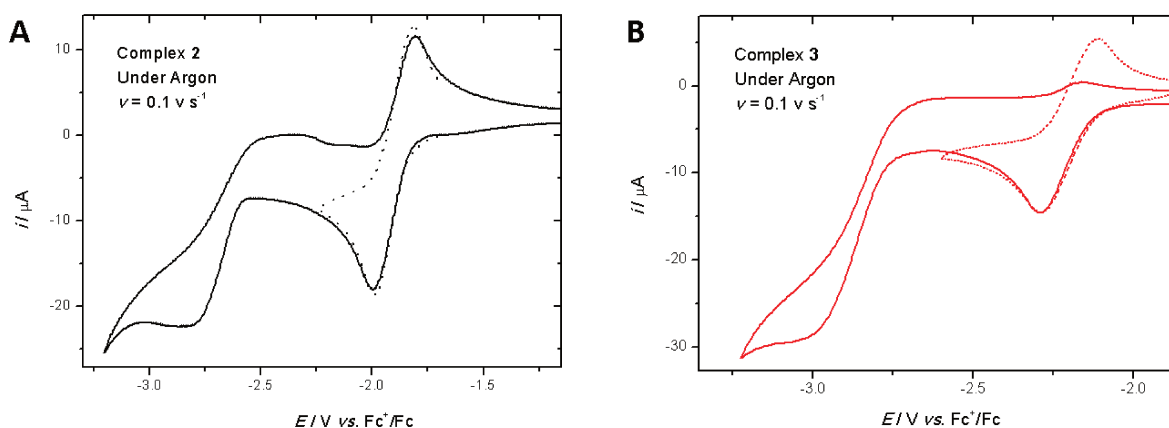 A
Complex 2
Under Argon
v = 0.1 v s⁻¹
10
0
-10
-20
i / µA
-3.0 -2.5 -2.0 -1.5
E / V vs. Fc⁺/Fc
B
Complex 3
Under Argon
v = 0.1 v s⁻¹
0
-10
-20
-30
i / µA
-3.0 -2.5 -2.0
E / V vs. Fc⁺/Fc